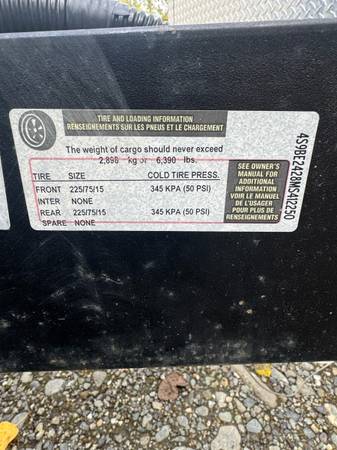 TIRE AND LOADING INFORMATION
RENSEIGNEMENTS SUR LES PNEUS ET LE CHARGEMENT
The weight of cargo should never exceed
2,898 kg or 6,390 lbs.
TIRE SIZE COLD TIRE PRESS.
FRONT 225/75/15 345 KPA (50 PSI)
INTER NONE
REAR 225/75/15 345 KPA (50 PSI)
SPARE NONE
SEE OWNER'S
MANUAL FOR
ADDITIONAL
INFORMATION
VOIR LE MANUEL
DE L'USAGER
POUR PLUS DE
RENSEIGNEMENTS
4S9BE2428MS412250